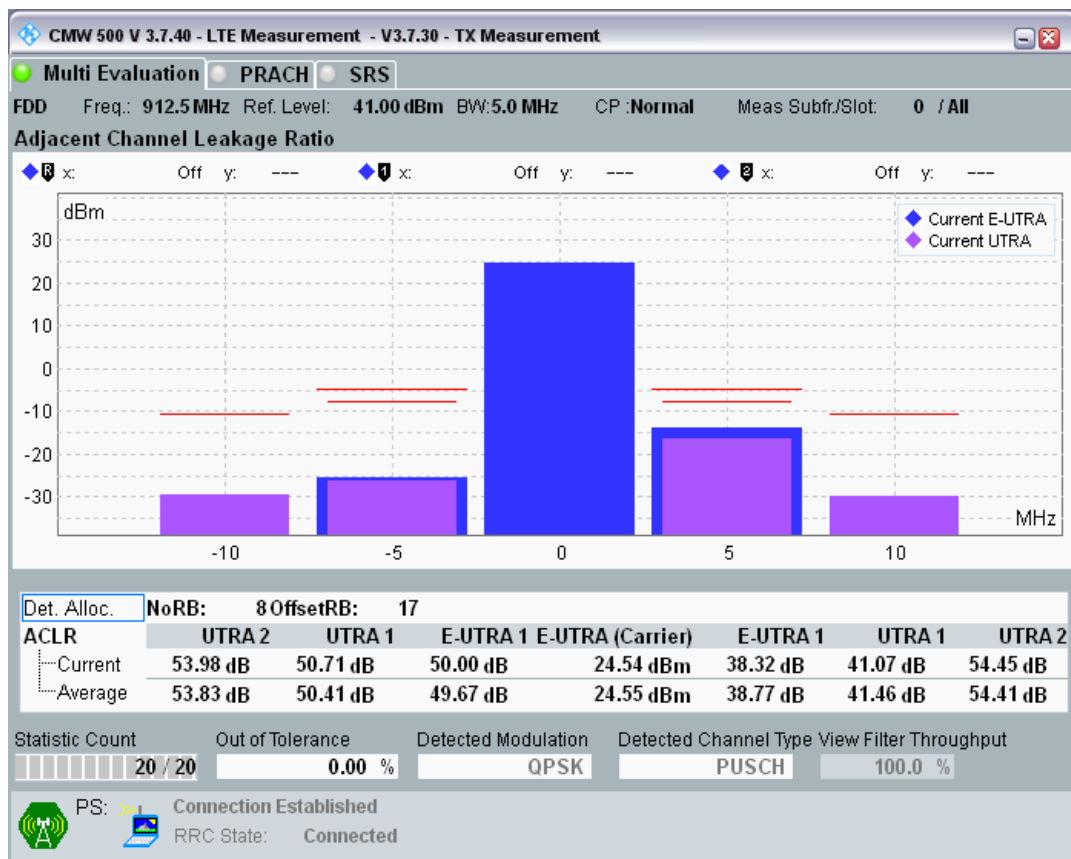 CMW 500 V 3.7.40 - LTE Measurement - V3.7.30 - TX Measurement
Multi Evaluation PRACH SRS
FDD Freq.: 912.5 MHz Ref. Level: 41.00 dBm BW:5.0 MHz CP :Normal Meas Subfr./Slot: 0 / All
Adjacent Channel Leakage Ratio
R x: Off y: --- 1 x: Off y: --- 2 x: Off y: ---
dBm
Current E-UTRA
Current UTRA
30
20
10
0
-10
-20
-30
MHz
-10 -5 0 5 10
Det. Alloc. NoRB: 8 OffsetRB: 17
ACLR UTRA 2 UTRA 1 E-UTRA 1 E-UTRA (Carrier) E-UTRA 1 UTRA 1 UTRA 2
Current 53.98 dB 50.71 dB 50.00 dB 24.54 dBm 38.32 dB 41.07 dB 54.45 dB
Average 53.83 dB 50.41 dB 49.67 dB 24.55 dBm 38.77 dB 41.46 dB 54.41 dB
Statistic Count Out of Tolerance Detected Modulation Detected Channel Type View Filter Throughput
20 / 20 0.00 % QPSK PUSCH 100.0 %
PS: Connection Established
RRC State: Connected